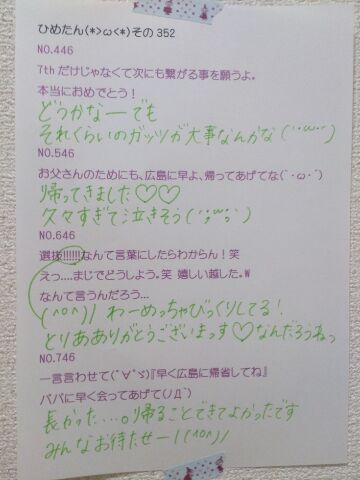 ひめたん(*>ω<*)その352
NO.446
7thだけじゃなくて次にも繋がる事を願うよ。
本当におめでとう！
どうかなーでも
それくらいのガッツが大事なんかな(´･ω･`)
NO.546
お父さんのためにも、広島に早よ、帰ってあげてな(｀･ω･´)
帰ってきました♡♡
久々すぎて泣きそう(´;ω;`)
NO.646
選抜!!!!!!なんて言葉にしたらわからん！笑
えっ....まじでどうしよう。笑 嬉しい越した。w
なんて言うんだろう...
(^o^)/ わーめっちゃびっくりしてる！
とりあありがとうございまっす♡なんだろうねっ
NO.746
一言言わせて(*ﾟ∀ﾟゞ)『早く広島に帰省してね』
パパに早く会ってあげて(ﾉД`)
長かった....。帰ることできてよかったです
みんなお待たせー！(^o^)/